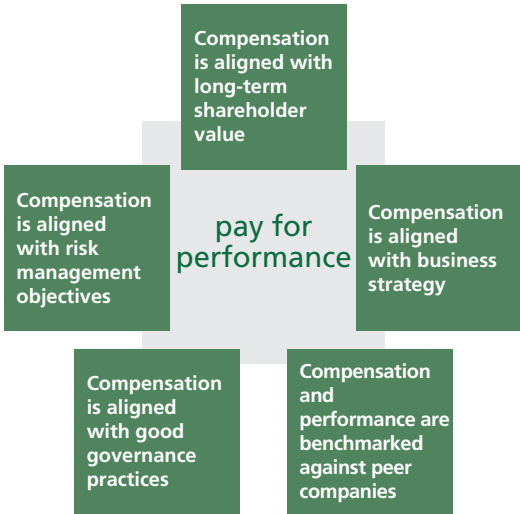 Compensation
is aligned with
long-term
shareholder
value
Compensation
is aligned
with risk
management
objectives
pay for
performance
Compensation
is aligned
with business
strategy
Compensation
is aligned
with good
governance
practices
Compensation
and
performance are
benchmarked
against peer
companies